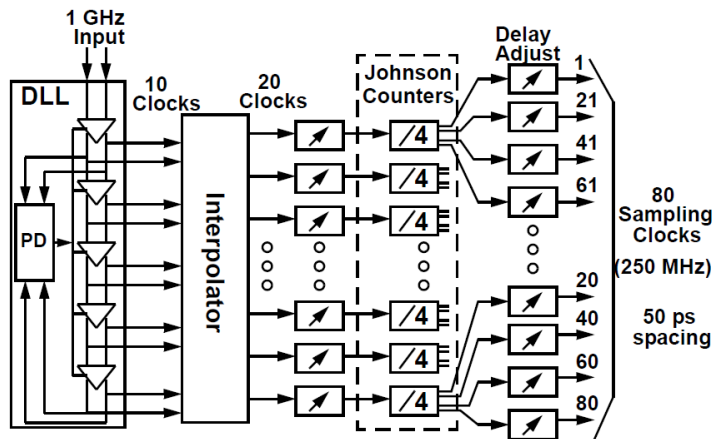 1 GHz
Input
DLL
10
Clocks
20
Clocks
Johnson
Counters
Delay
Adjust
PD
Interpolator
/4
/4
/4
/4
/4
/4
1
21
41
61
20
40
60
80
80
Sampling
Clocks
(250 MHz)
50 ps
spacing